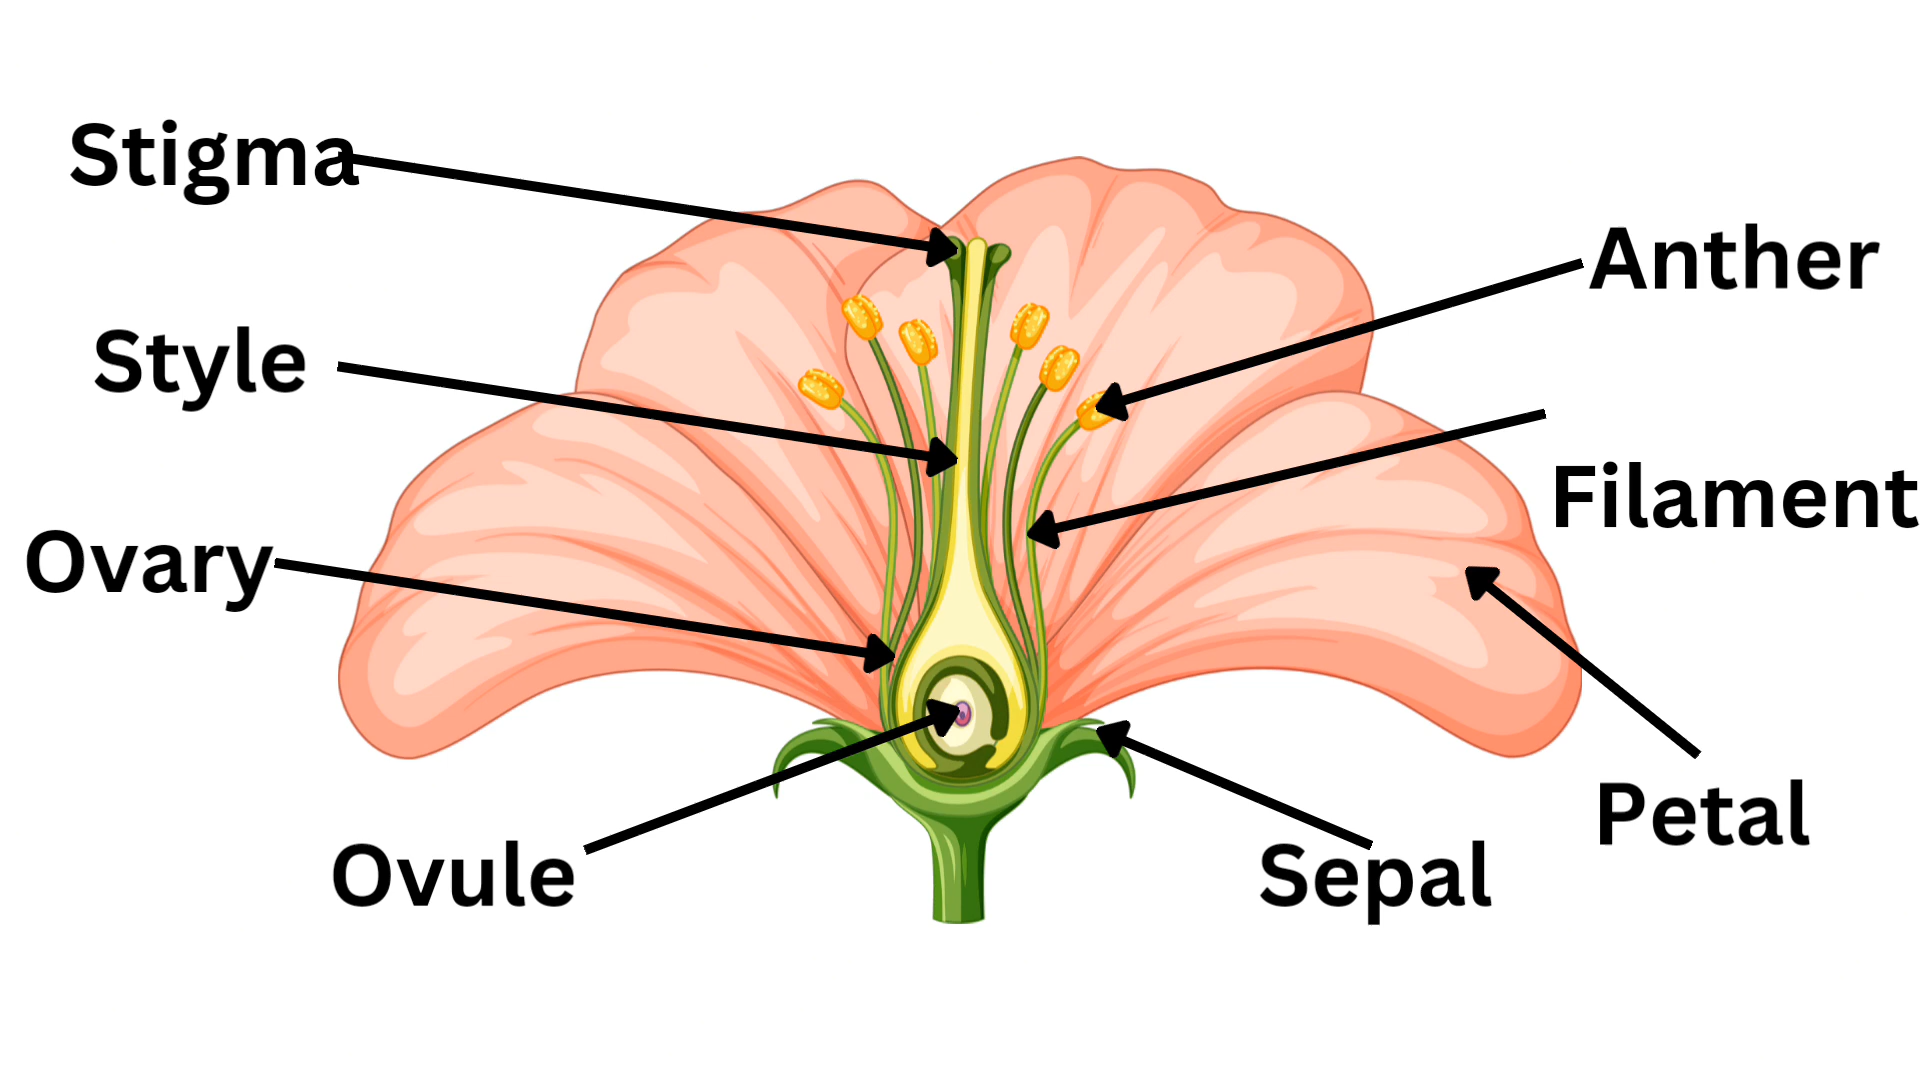 Stigma
Anther
Style
Filament
Ovary
Petal
Ovule
Sepal